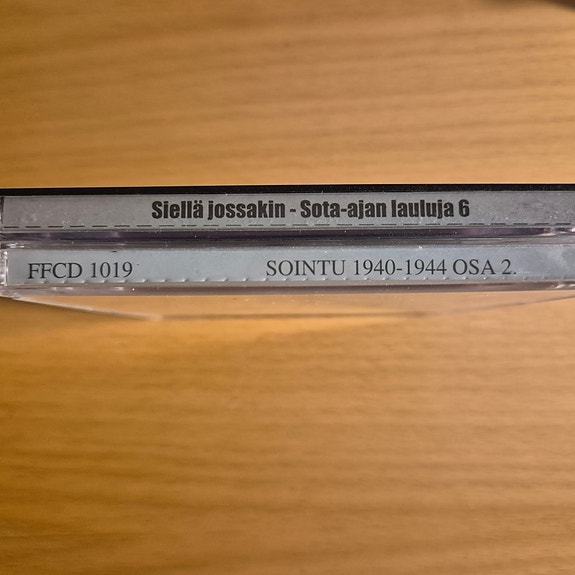 Siellä jossakin - Sota-ajan lauluja 6
FFCD 1019 SOINTU 1940-1944 OSA 2.